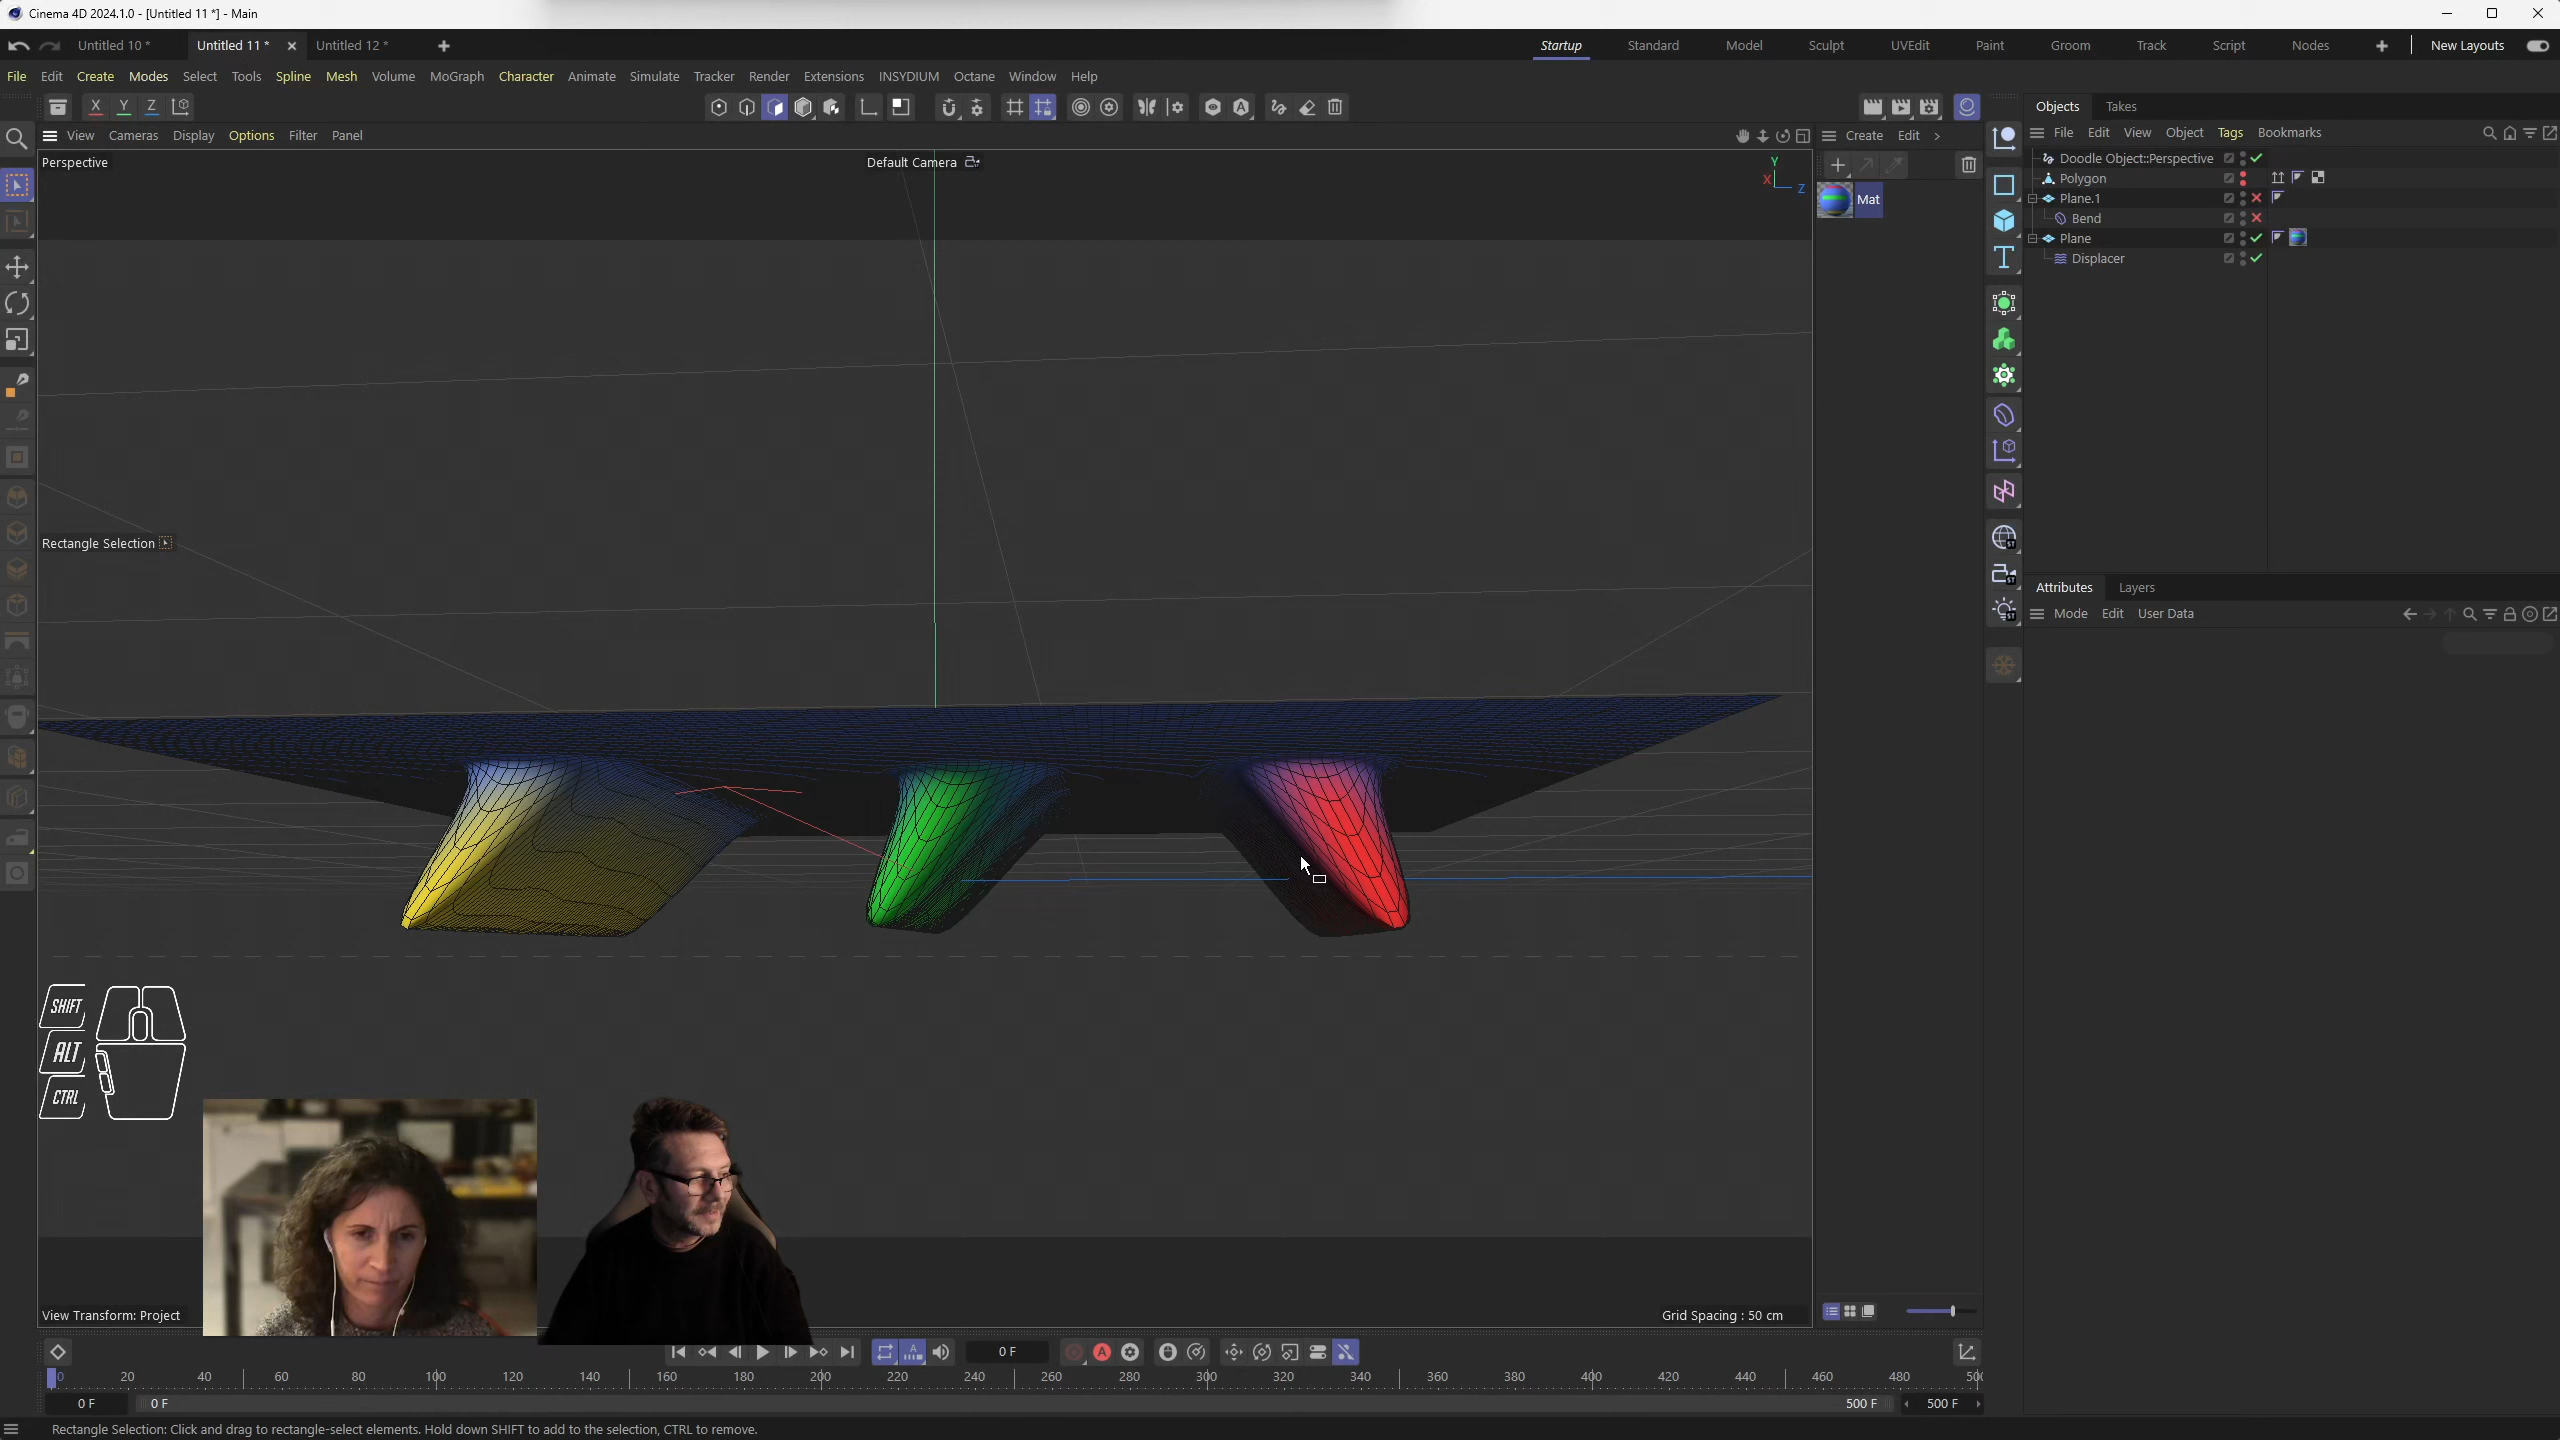 Cinema 4D 2024.1.0 - [Untitled 11 *] - Main
Untitled 10 *
Untitled 11 *
Untitled 12 *
Startup
Standard
Model
Sculpt
UVEdit
Paint
Groom
Track
Script
Nodes
New Layouts
File
Edit
Create
Modes
Select
Tools
Spline
Mesh
Volume
MoGraph
Character
Animate
Simulate
Tracker
Render
Extensions
INSYDIUM
Octane
Window
Help
X
Y
Z
View
Cameras
Display
Options
Filter
Panel
Create
Edit
Perspective
Default Camera
Y
X
Z
Mat
Objects
Takes
File
Edit
View
Object
Tags
Bookmarks
Doodle Object::Perspective
Polygon
Plane.1
Bend
Plane
Displacer
Rectangle Selection
Attributes
Layers
Mode
Edit
User Data
SHIFT
ALT
CTRL
View Transform: Project
Grid Spacing : 50 cm
0 F
0
20
40
60
80
100
120
140
160
180
200
220
240
260
280
300
320
340
360
380
400
420
440
460
480
0 F
0 F
500 F
500 F
Rectangle Selection: Click and drag to rectangle-select elements. Hold down SHIFT to add to the selection, CTRL to remove.